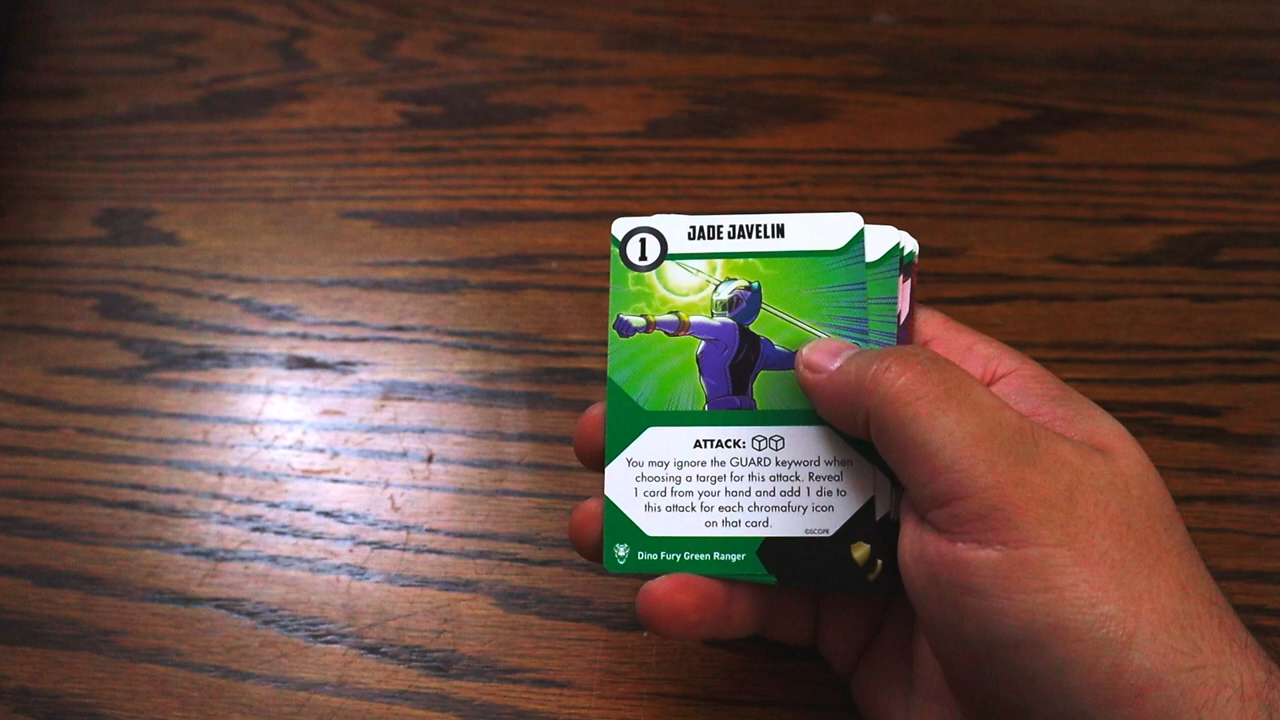 1
JADE JAVELIN
ATTACK:
You may ignore the GUARD keyword when
choosing a target for this attack. Reveal
1 card from your hand and add 1 die to
this attack for each chromafury icon
on that card.
©SCGPR
Dino Fury Green Ranger